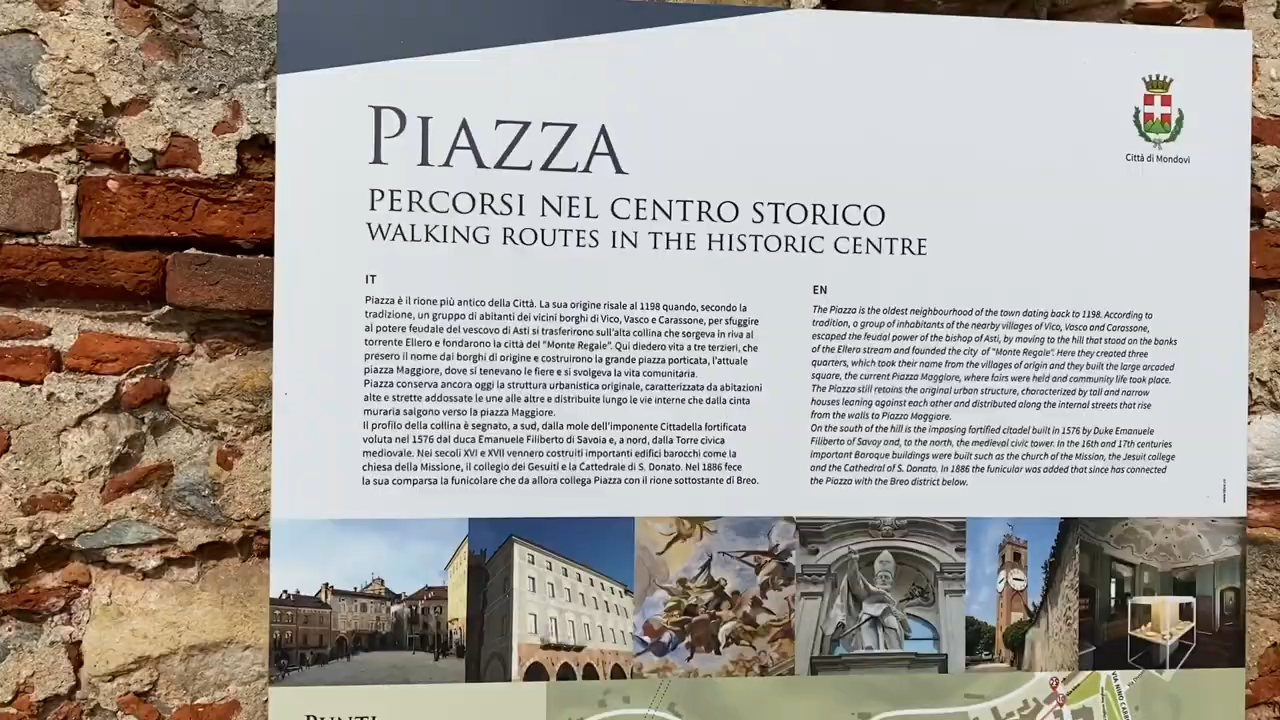 PIAZZA
Città di Mondovì
PERCORSI NEL CENTRO STORICO
WALKING ROUTES IN THE HISTORIC CENTRE
IT
Piazza è il rione più antico della Città. La sua origine risale al 1198 quando, secondo la
tradizione, un gruppo di abitanti dei vicini borghi di Vico, Vasco e Carassone, per sfuggire
al potere feudale del vescovo di Asti si trasferirono sull'alta collina che sorgeva in riva al
torrente Ellero e fondarono la città del "Monte Regale". Qui diedero vita a tre terzieri, che
presero il nome dai borghi di origine e costruirono la grande piazza porticata, l'attuale
piazza Maggiore, dove si tenevano le fiere e si svolgeva la vita comunitaria.
Piazza conserva ancora oggi la struttura urbanistica originale, caratterizzata da abitazioni
alte e strette addossate le une alle altre e distribuite lungo le vie interne che dalla cinta
muraria salgono verso la piazza Maggiore.
Il profilo della collina è segnato, a sud, dalla mole dell'imponente Cittadella fortificata
voluta nel 1576 dal duca Emanuele Filiberto di Savoia e, a nord, dalla Torre civica
medievale. Nei secoli XVI e XVII vennero costruiti importanti edifici barocchi come la
chiesa della Missione, il collegio dei Gesuiti e la Cattedrale di S. Donato. Nel 1886 fece
la sua comparsa la funicolare che da allora collega Piazza con il rione sottostante di Breo.
EN
The Piazza is the oldest neighbourhood of the town dating back to 1198. According to
tradition, a group of inhabitants of the nearby villages of Vico, Vasco and Carassone,
escaped the feudal power of the bishop of Asti, by moving to the hill that stood on the banks
of the Ellero stream and founded the city of "Monte Regale". Here they created three
quarters, which took their name from the villages of origin and they built the large arcaded
square, the current Piazza Maggiore, where fairs were held and community life took place.
The Piazza still retains the original urban structure, characterized by tall and narrow
houses leaning against each other and distributed along the internal streets that rise
from the walls to Piazza Maggiore.
On the south of the hill is the imposing fortified citadel built in 1576 by Duke Emanuele
Filiberto of Savoy and, to the north, the medieval civic tower. In the 16th and 17th centuries
important Baroque buildings were built such as the church of the Mission, the Jesuit college
and the Cathedral of S. Donato. In 1886 the funicular was added that since has connected
the Piazza with the Breo district below.
PUNTI
VIA NINO